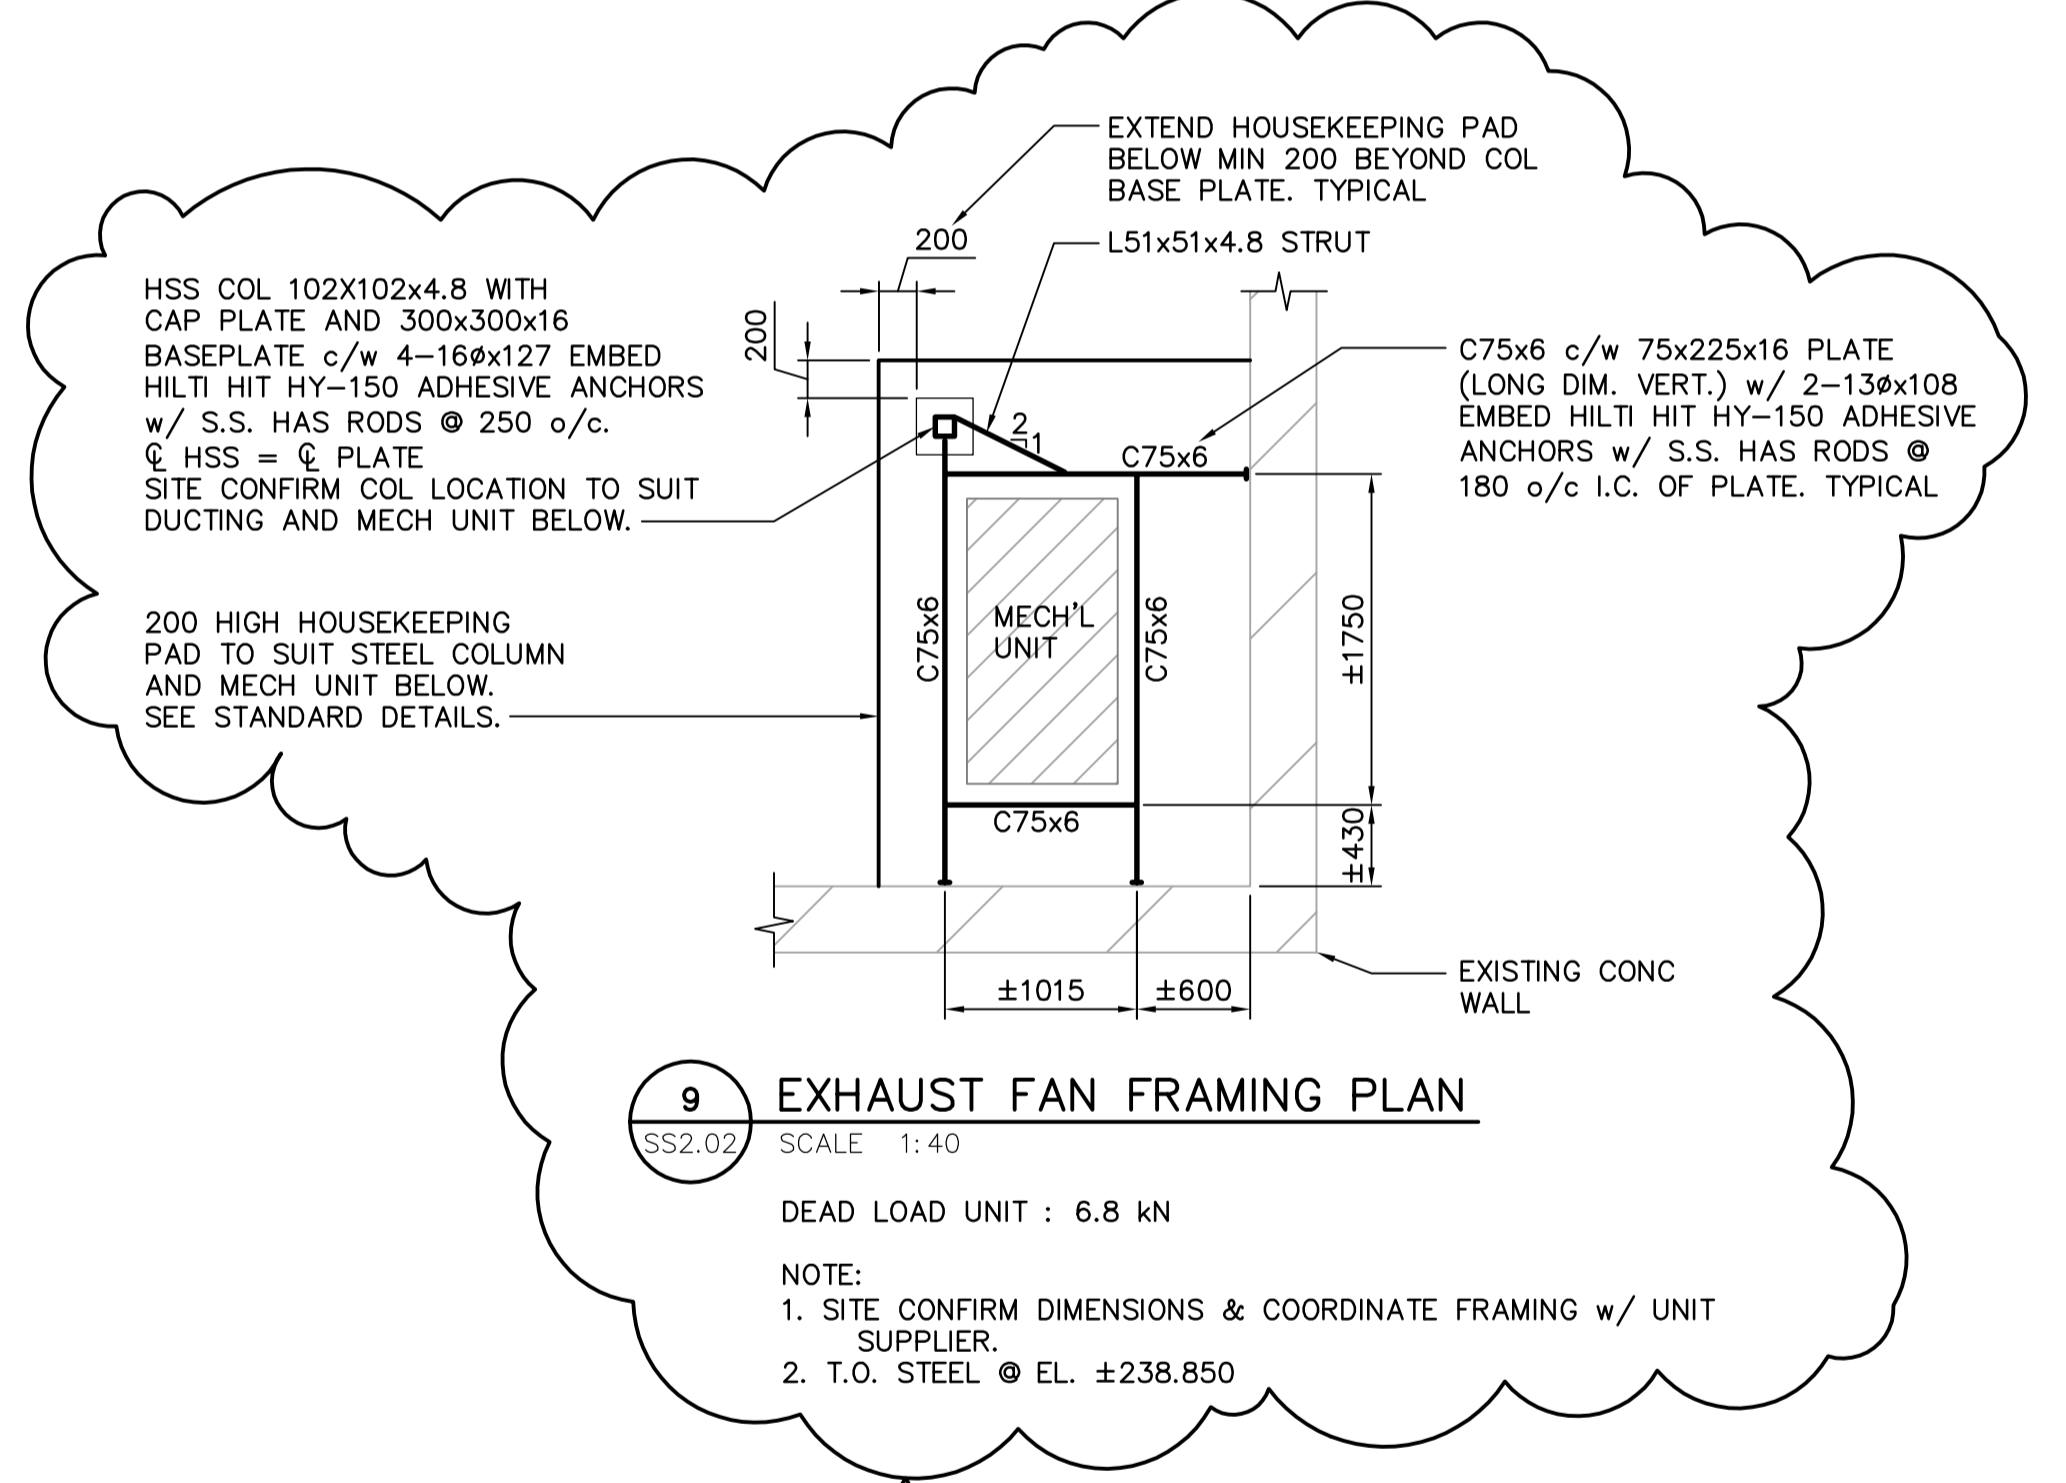 EXTEND HOUSEKEEPING PAD
BELOW MIN 200 BEYOND COL
BASE PLATE. TYPICAL
200
L51x51x4.8 STRUT
HSS COL 102X102x4.8 WITH
CAP PLATE AND 300x300x16
BASEPLATE c/w 4-16øx127 EMBED
HILTI HIT HY-150 ADHESIVE ANCHORS
w/ S.S. HAS RODS @ 250 o/c.
℄ HSS = ℄ PLATE
SITE CONFIRM COL LOCATION TO SUIT
DUCTING AND MECH UNIT BELOW.
200
C75x6 c/w 75x225x16 PLATE
(LONG DIM. VERT.) w/ 2-13øx108
EMBED HILTI HIT HY-150 ADHESIVE
ANCHORS w/ S.S. HAS RODS @
180 o/c I.C. OF PLATE. TYPICAL
2
1
C75x6
200 HIGH HOUSEKEEPING
PAD TO SUIT STEEL COLUMN
AND MECH UNIT BELOW.
SEE STANDARD DETAILS.
C75x6
MECH'L
UNIT
C75x6
±1750
C75x6
±430
EXISTING CONC
WALL
±1015
±600
9
SS2.02
EXHAUST FAN FRAMING PLAN
SCALE 1:40
DEAD LOAD UNIT : 6.8 kN
NOTE:
1. SITE CONFIRM DIMENSIONS & COORDINATE FRAMING w/ UNIT
SUPPLIER.
2. T.O. STEEL @ EL. ±238.850